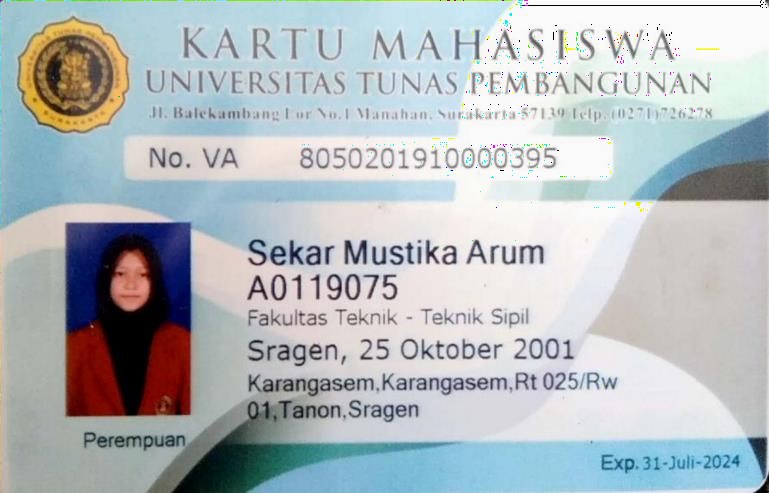 KARTU MAHASISWA
UNIVERSITAS TUNAS PEMBANGUNAN
Jl. Balekambang Lor No.1 Manahan, Surakarta 57139 Telp. (0271)726278
No. VA 8050201910000395
Sekar Mustika Arum
A0119075
Fakultas Teknik - Teknik Sipil
Sragen, 25 Oktober 2001
Karangasem,Karangasem,Rt 025/Rw
01,Tanon,Sragen
Perempuan
Exp. 31-Juli-2024